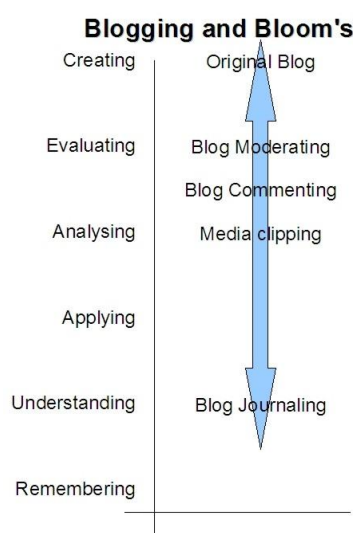 Blogging and Bloom's
Creating
Original Blog
Evaluating
Blog Moderating
Blog Commenting
Analysing
Media clipping
Applying
Understanding
Blog Journaling
Remembering